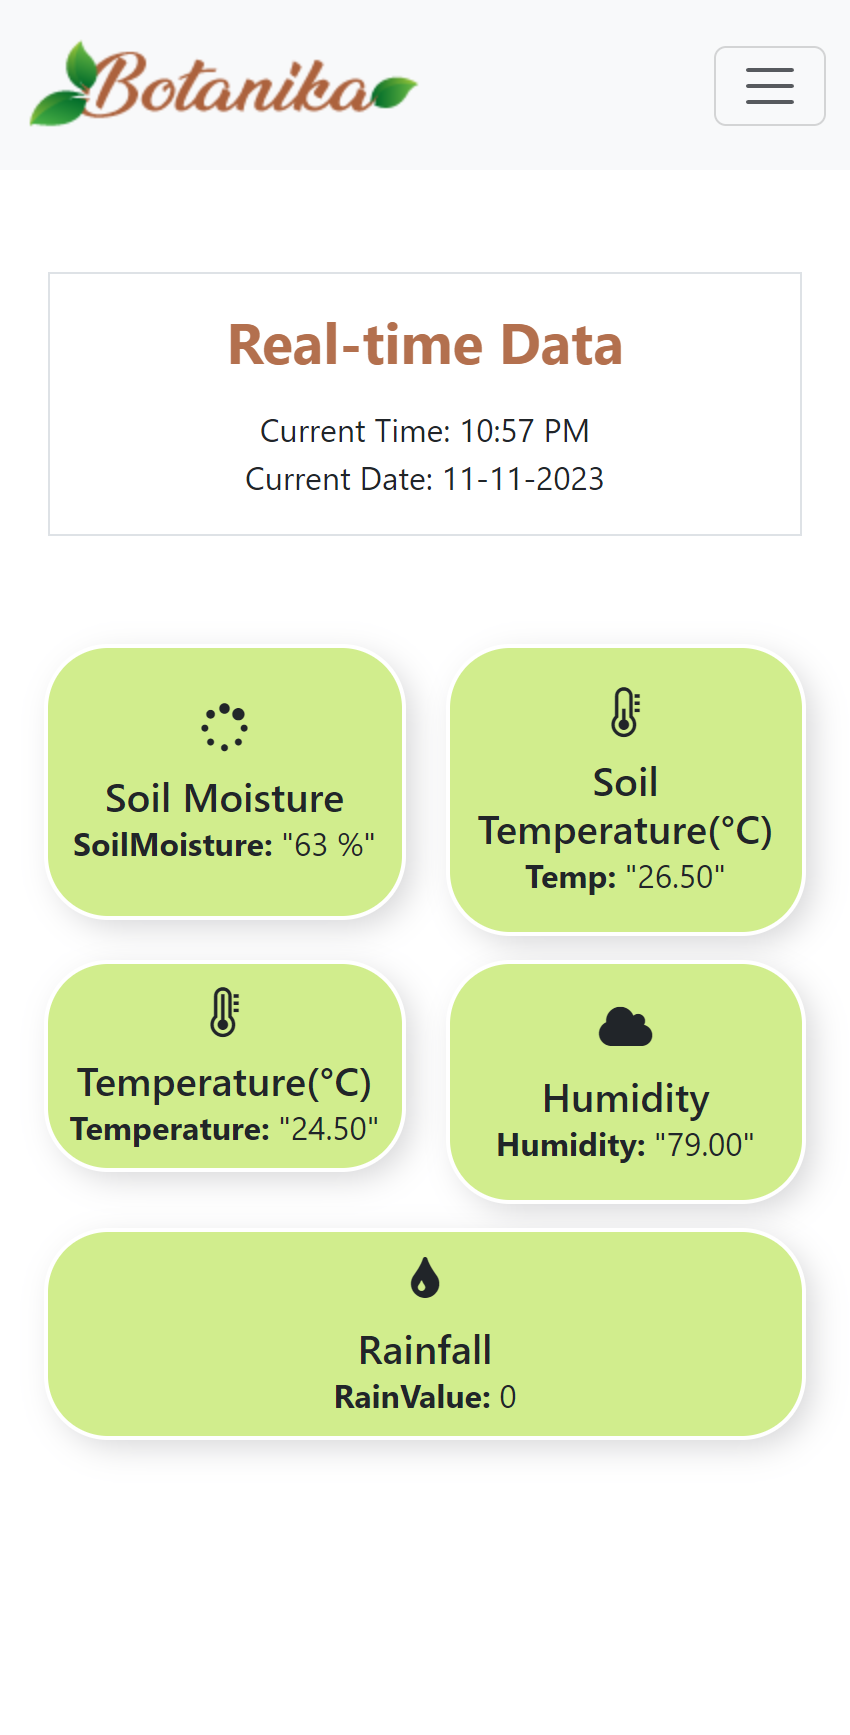 Botanika
Real-time Data
Current Time: 10:57 PM
Current Date: 11-11-2023
Soil Moisture
SoilMoisture: "63 %"
Soil
Temperature(°C)
Temp: "26.50"
Temperature(°C)
Temperature: "24.50"
Humidity
Humidity: "79.00"
Rainfall
RainValue: 0